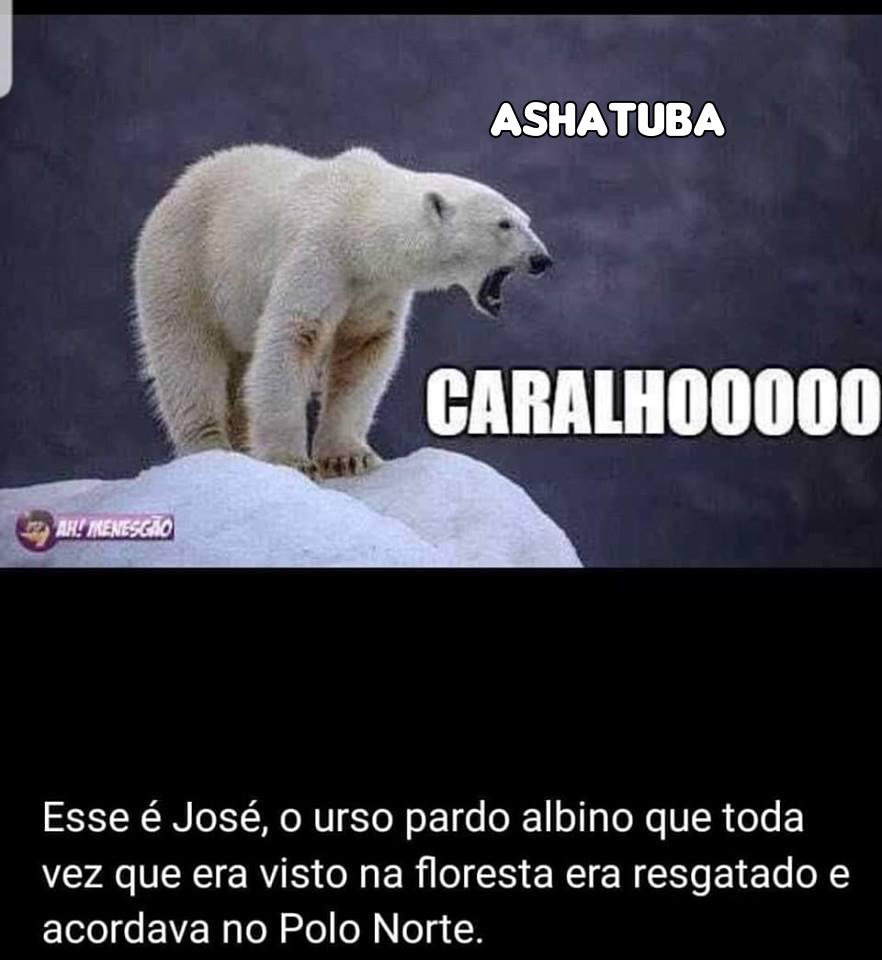 ASHATUBA
CARALHOOOOO
AH! MENESGÃO
Esse é José, o urso pardo albino que toda
vez que era visto na floresta era resgatado e
acordava no Polo Norte.